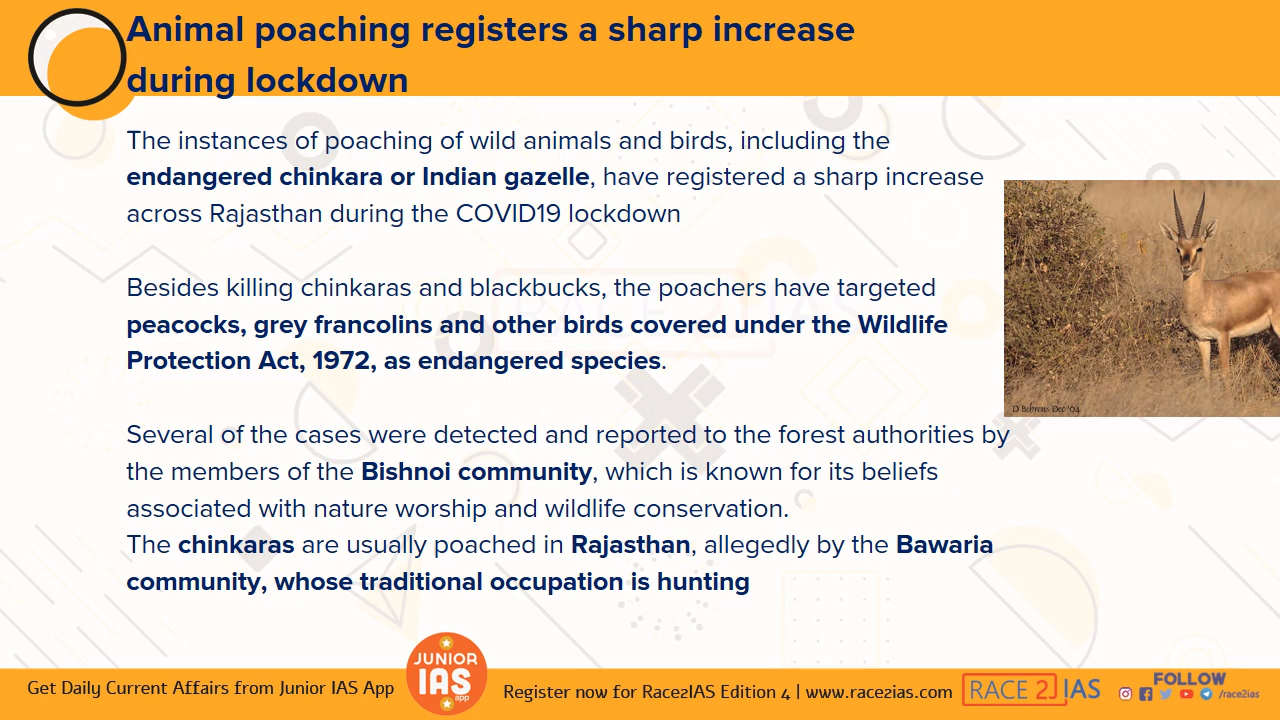 Animal poaching registers a sharp increase
during lockdown
The instances of poaching of wild animals and birds, including the
endangered chinkara or Indian gazelle, have registered a sharp increase
across Rajasthan during the COVID19 lockdown
Besides killing chinkaras and blackbucks, the poachers have targeted
peacocks, grey francolins and other birds covered under the Wildlife
Protection Act, 1972, as endangered species.
D Behrens Dec '04
Several of the cases were detected and reported to the forest authorities by
the members of the Bishnoi community, which is known for its beliefs
associated with nature worship and wildlife conservation.
The chinkaras are usually poached in Rajasthan, allegedly by the Bawaria
community, whose traditional occupation is hunting
Get Daily Current Affairs from Junior IAS App
JUNIOR
IAS
app
Register now for Race2IAS Edition 4 | www.race2ias.com
RACE 2 IAS
FOLLOW
/race2ias